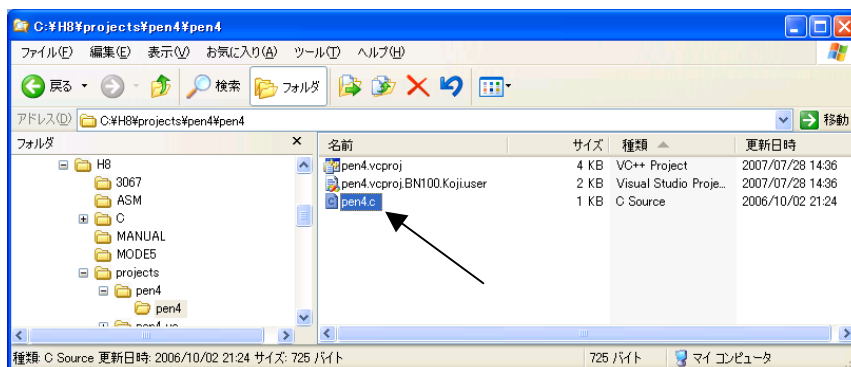 C:¥H8¥projects¥pen4¥pen4
ファイル(F) 編集(E) 表示(V) お気に入り(A) ツール(T) ヘルプ(H)
戻る 検索 フォルダ
アドレス(D) C:¥H8¥projects¥pen4¥pen4 移動
フォルダ × 名前 サイズ 種類 更新日時
H8
3067
ASM
C
MANUAL
MODE5
projects
pen4
pen4
pen4.vcproj 4 KB VC++ Project 2007/07/28 14:36
pen4.vcproj.BN100.Koji.user 2 KB Visual Studio Proje... 2007/07/28 14:36
pen4.c 1 KB C Source 2006/10/02 21:24
種類: C Source 更新日時: 2006/10/02 21:24 サイズ: 725 バイト 725 バイト マイ コンピュータ